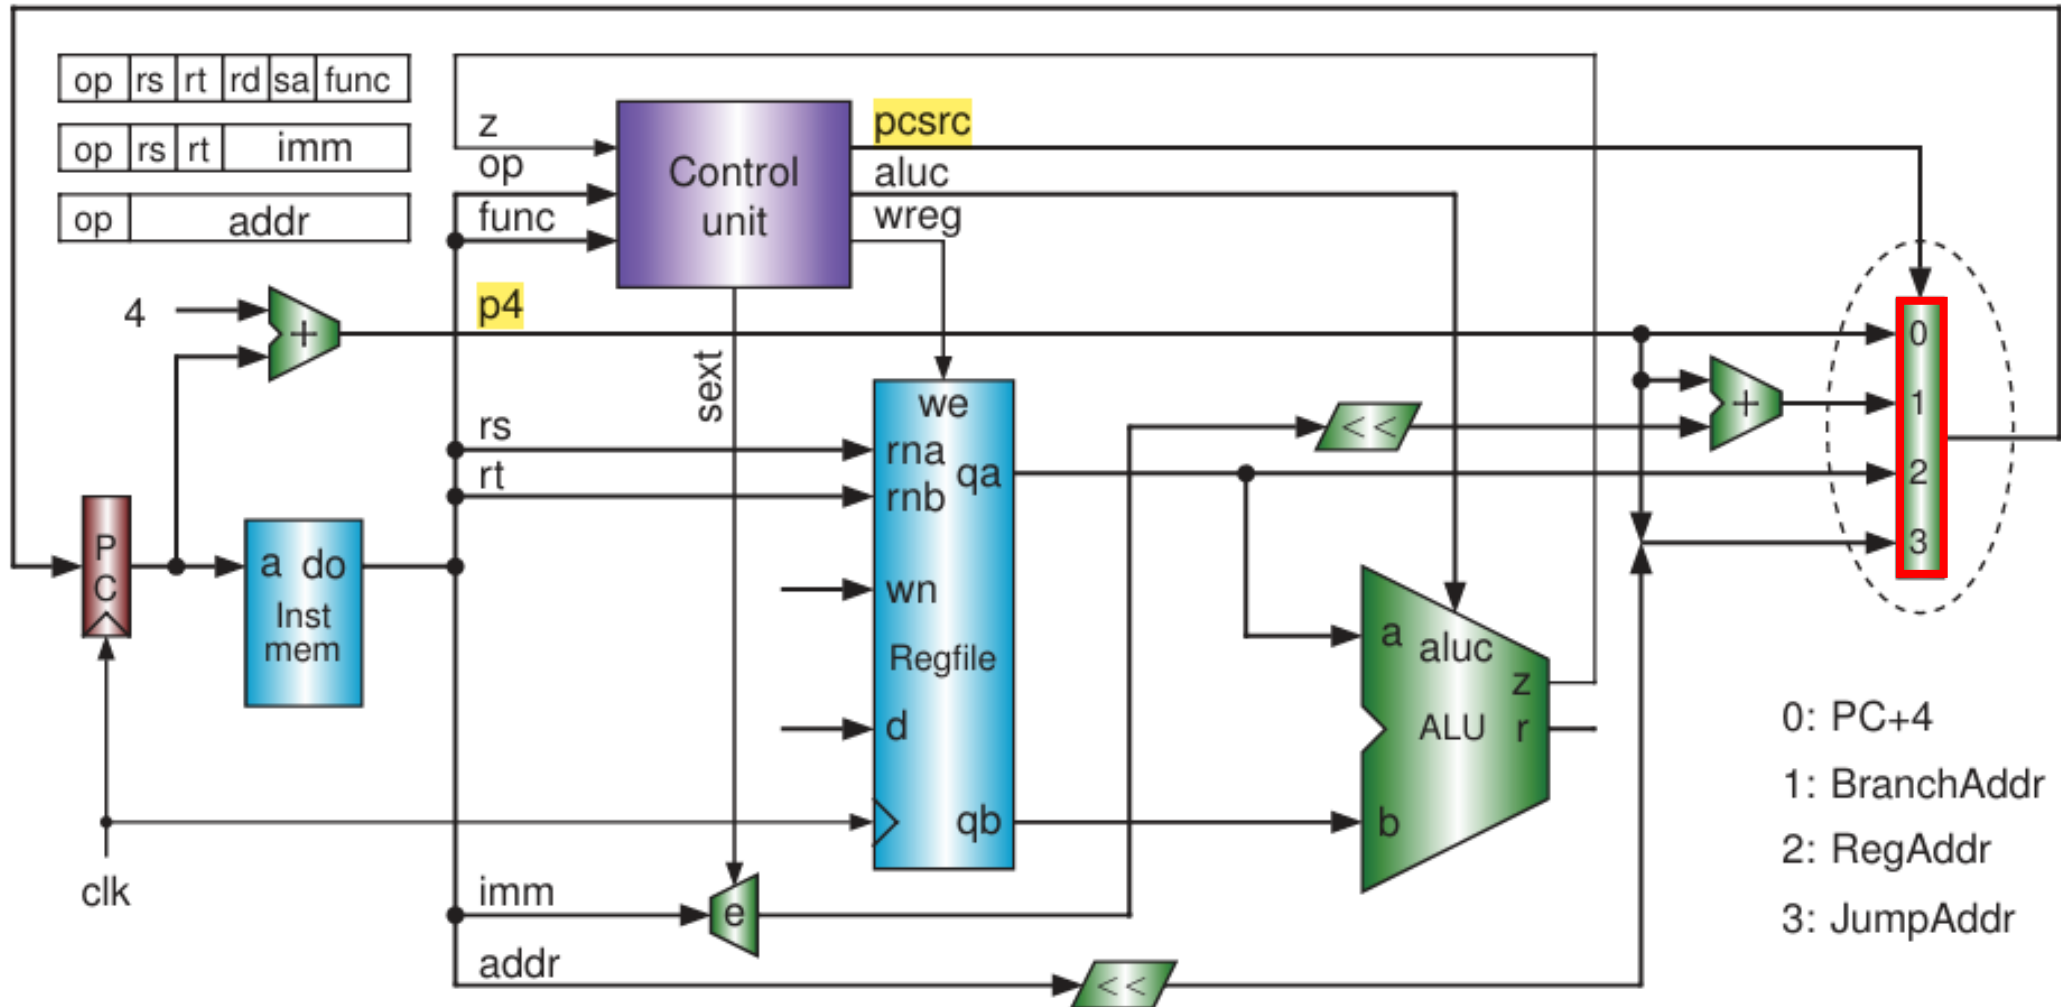 op rs rt rd sa func
op rs rt imm
op addr
z
op
func
Control
unit
pcsrc
aluc
wreg
4
+
p4
sext
0
1
2
3
+
<<
rs
rt
we
rna
rnb
qa
wn
Regfile
d
qb
P
C
a do
Inst
mem
a aluc
z
ALU r
b
0: PC+4
1: BranchAddr
2: RegAddr
3: JumpAddr
clk
imm
e
addr
<<